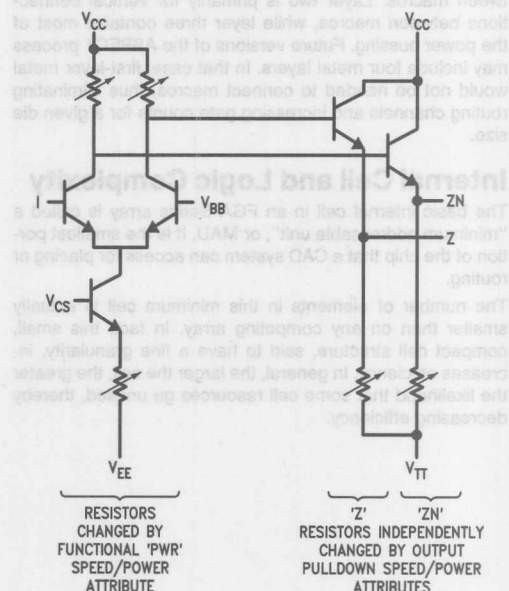 tween macros. Layer two is primarily for vertical connec-
tions between macros, while layer three contains most of
the power bussing. Future versions of the ASPECT process
may include four metal layers. In that case, first-layer metal
would not be needed to connect macros, thus eliminating
routing channels and increasing gate counts for a given die
size.
Internal Cell and Logic Complexity
The basic internal cell in an FGA Series array is called a
"minimum addressable unit", or MAU. It is the smallest por-
tion of the chip that a CAD system can access for placing or
routing.
The number of elements in this minimum cell is usually
smaller than on any competing array. In fact, this small,
compact cell structure, said to have a fine granularity, in-
creases efficiency. In general, the larger the cell, the greater
the likelihood that some cell resources go unused, thereby
decreasing efficiency.
VCC
VCC
I
VBB
ZN
Z
VCS
VEE
VTT
RESISTORS
CHANGED BY
FUNCTIONAL 'PWR'
SPEED/POWER
ATTRIBUTE
'Z' 'ZN'
RESISTORS INDEPENDENTLY
CHANGED BY OUTPUT
PULLDOWN SPEED/POWER
ATTRIBUTES